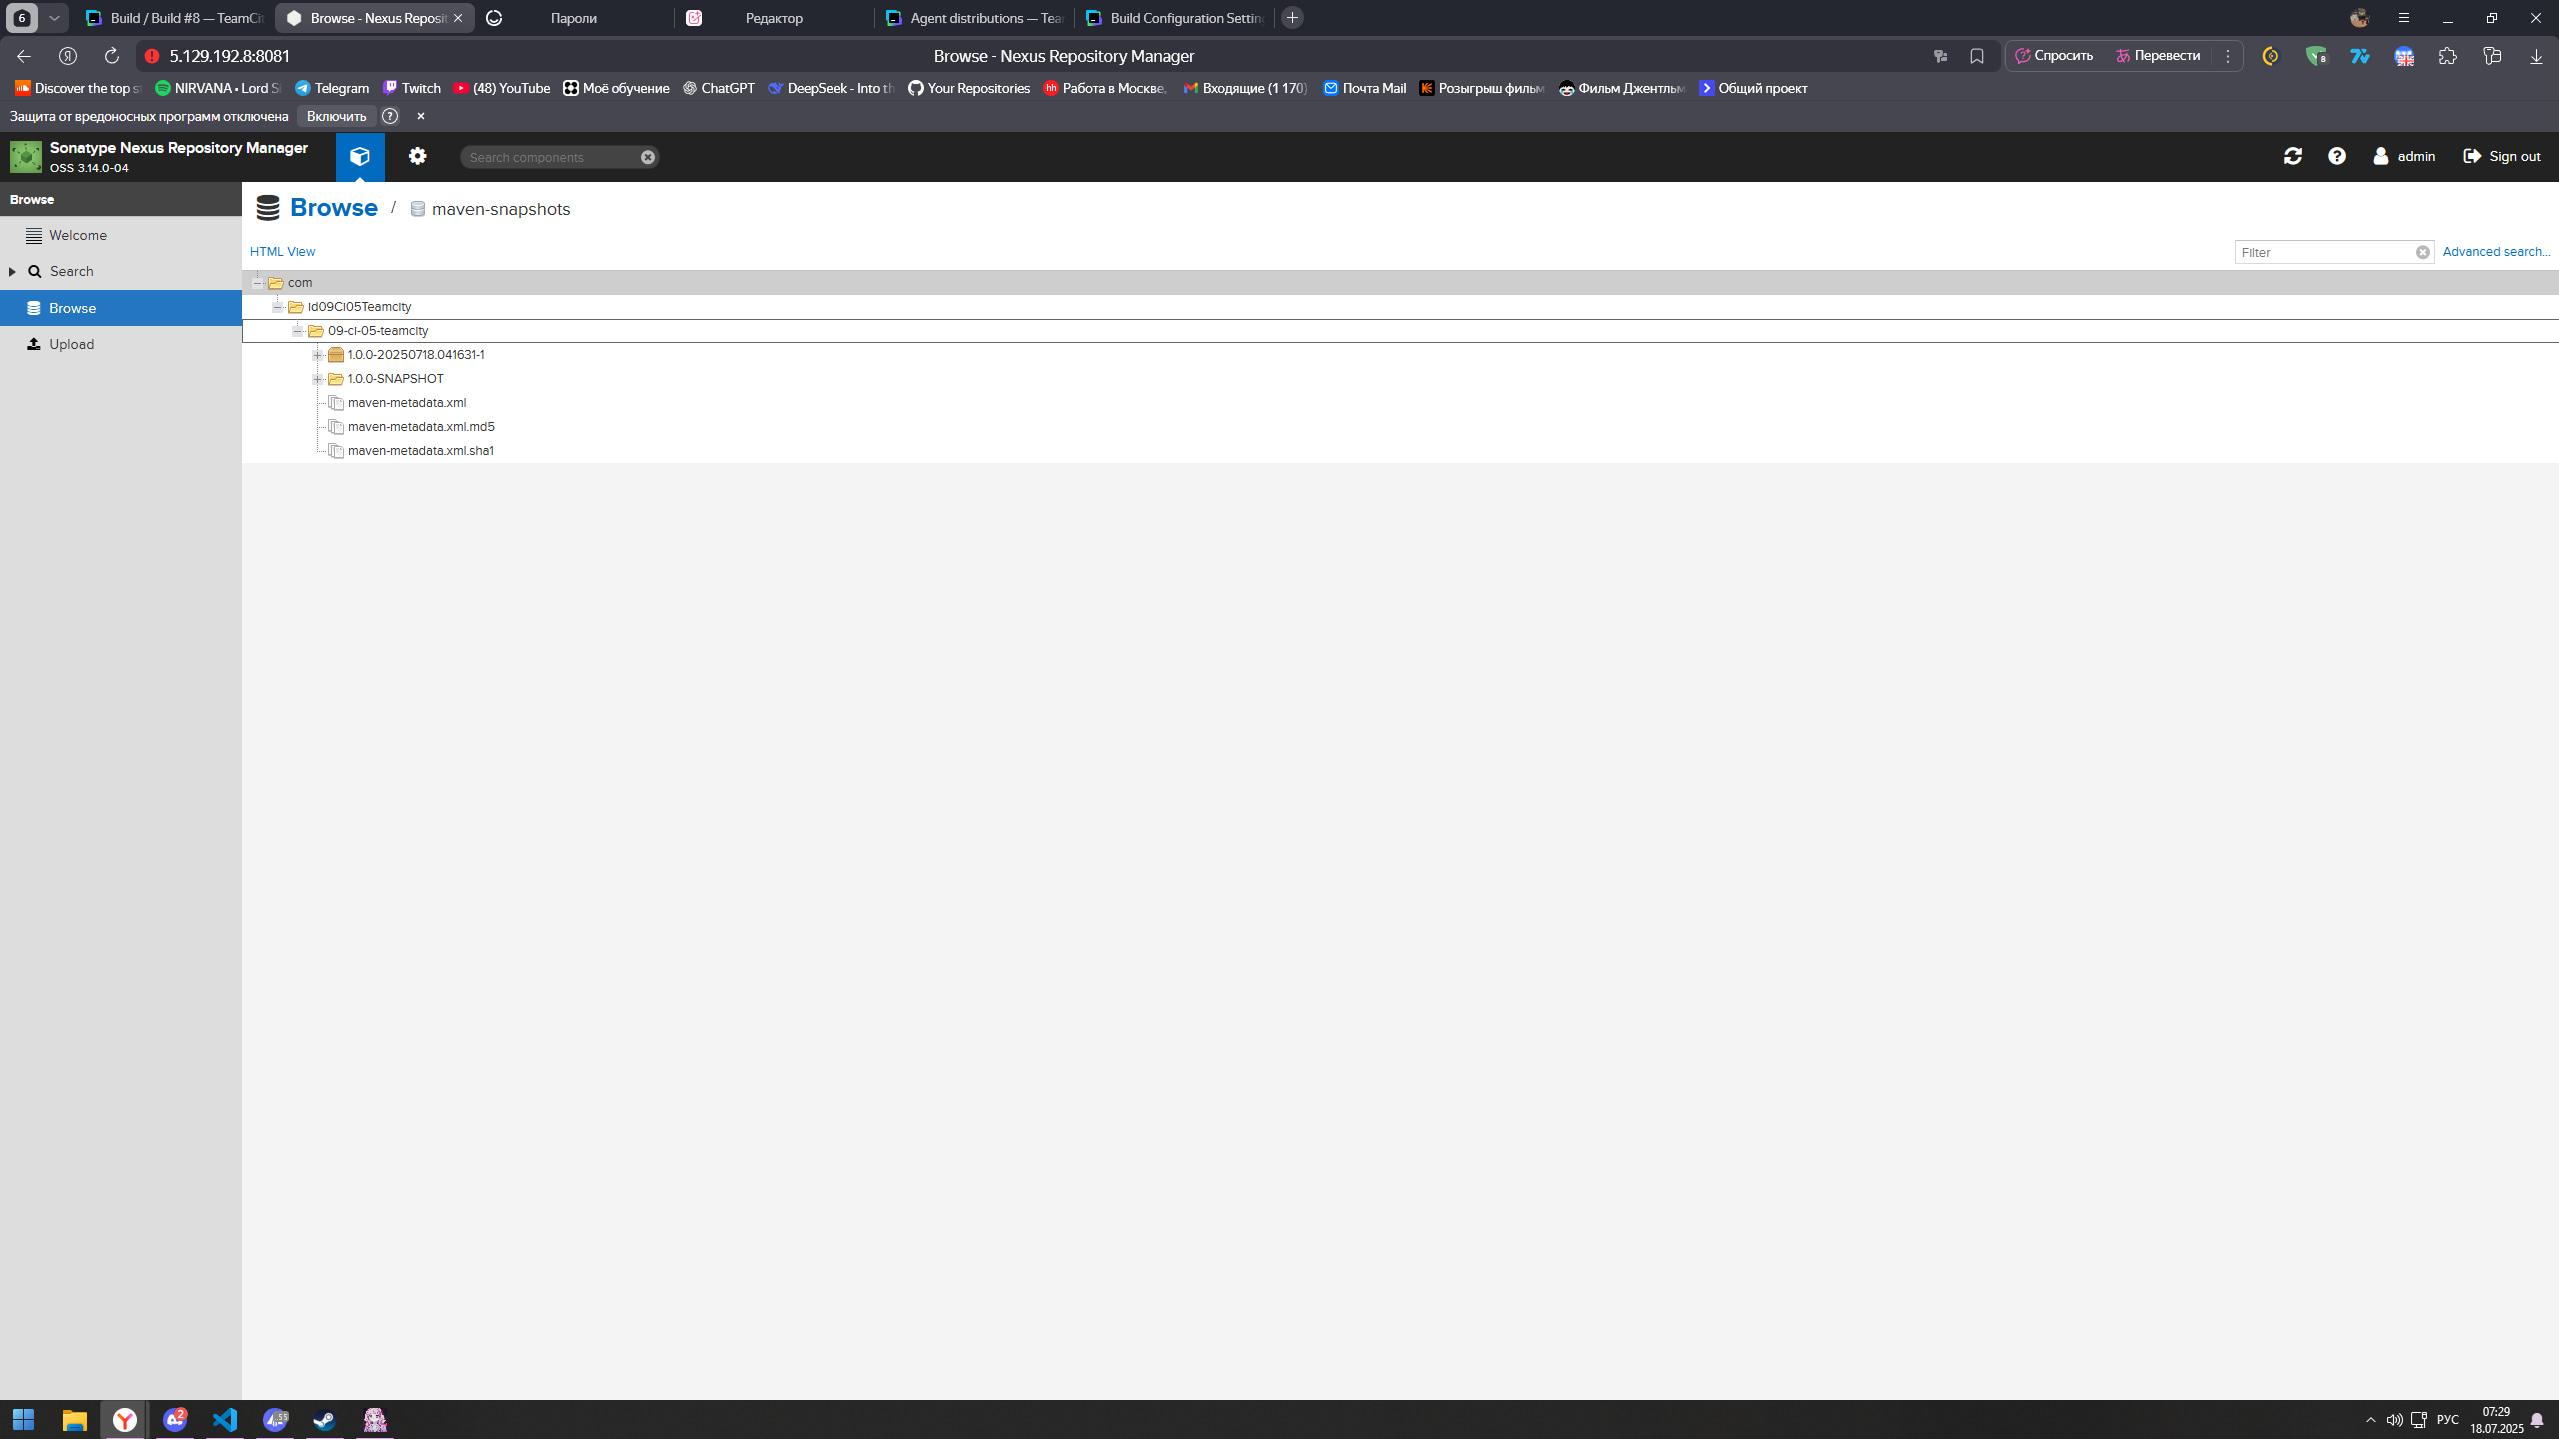 6
Build / Build #8 — TeamCi
Browse - Nexus Reposit
Пароли
Редактор
Agent distributions — Tea
Build Configuration Setting
5.129.192.8:8081
Browse - Nexus Repository Manager
Спросить
Перевести
8
Discover the top s
NIRVANA • Lord Si
Telegram
Twitch
(48) YouTube
Моё обучение
ChatGPT
DeepSeek - Into th
Your Repositories
Работа в Москве,
Входящие (1 170)
Почта Mail
Розыгрыш фильм
Фильм Джентльм
Общий проект
Защита от вредоносных программ отключена
Включить
Sonatype Nexus Repository Manager
OSS 3.14.0-04
Search components
admin
Sign out
Browse
Welcome
Search
Browse
Upload
Browse / maven-snapshots
HTML View
Filter
Advanced search...
com
Id09Ci05Teamcity
09-ci-05-teamcity
1.0.0-20250718.041631-1
1.0.0-SNAPSHOT
maven-metadata.xml
maven-metadata.xml.md5
maven-metadata.xml.sha1
2
55
РУС
07:29
18.07.2025